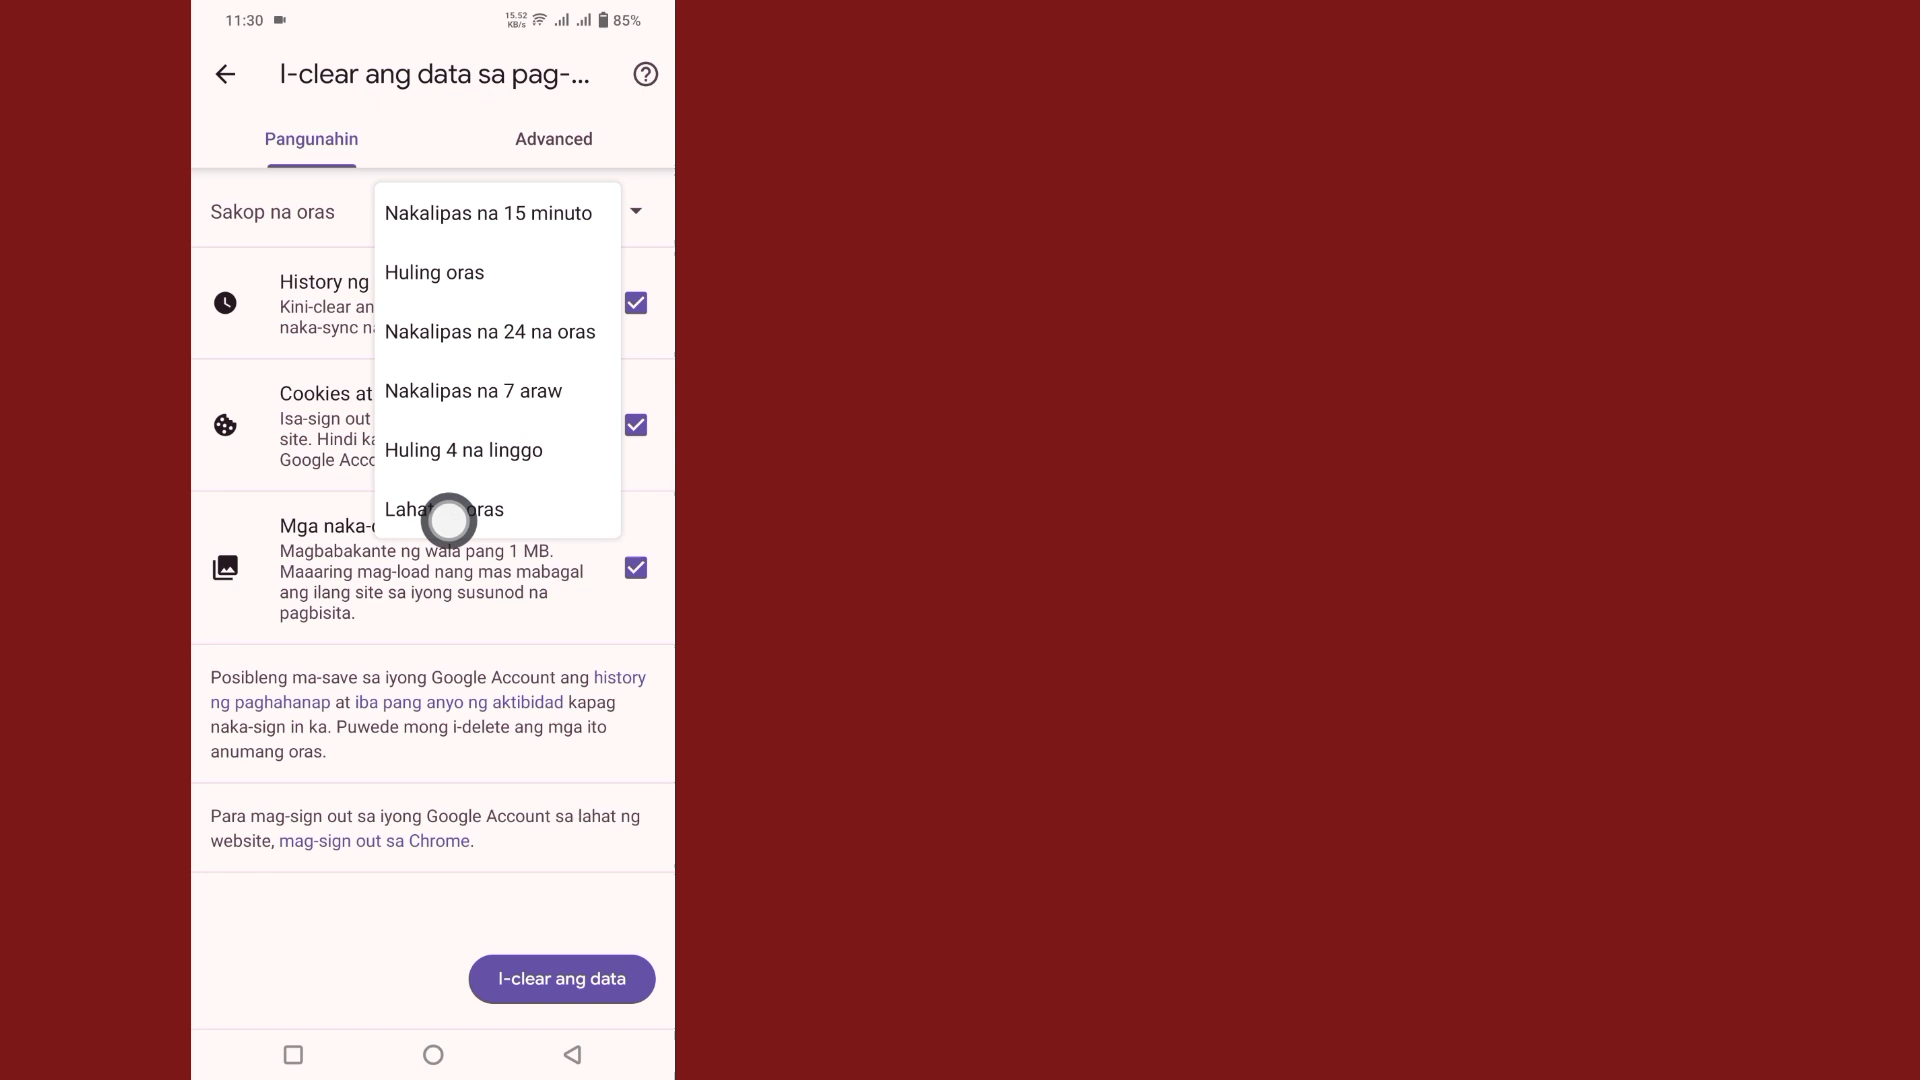 11:30
15.52
KB/s
85%
I-clear ang data sa pag-...
Pangunahin
Advanced
Sakop na oras
Nakalipas na 15 minuto
Huling oras
Nakalipas na 24 na oras
Nakalipas na 7 araw
Huling 4 na linggo
oras
History ng
Kini-clear an
naka-sync
Cookies at
Isa-sign out
site. Hindi
Google Acco
Mga naka-
Magbabakante ng wala pang 1 MB.
Maaaring mag-load nang mas mabagal
ang ilang site sa iyong susunod na
pagbisita.
Posibleng ma-save sa iyong Google Account ang history
ng paghahanap at iba pang anyo ng aktibidad kapag
naka-sign in ka. Puwede mong i-delete ang mga ito
anumang oras.
Para mag-sign out sa iyong Google Account sa lahat ng
website, mag-sign out sa Chrome.
I-clear ang data